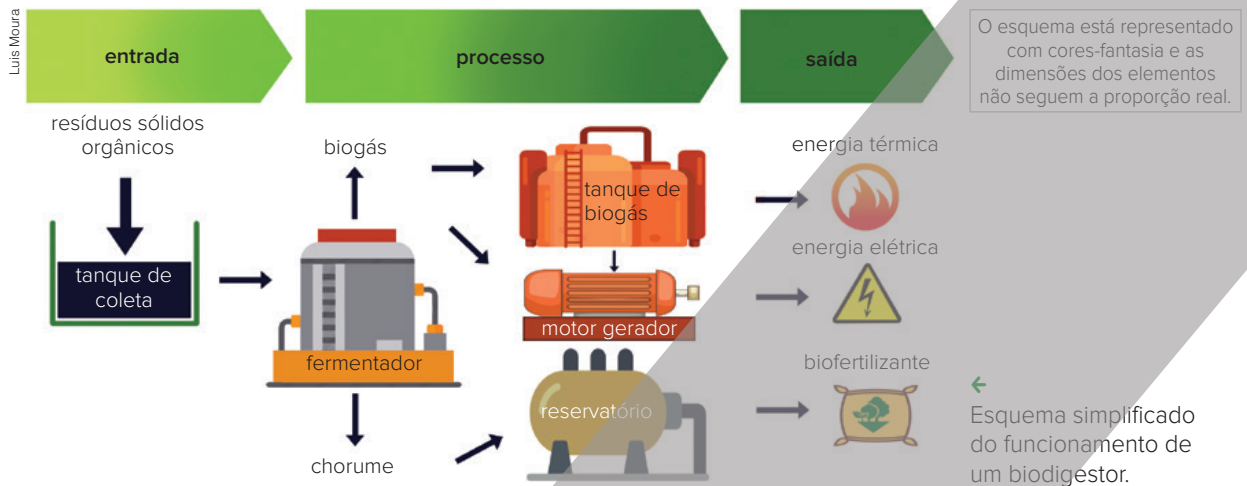 Luis Moura
entrada
processo
saída
O esquema está representado
com cores-fantasia e as
dimensões dos elementos
não seguem a proporção real.
resíduos sólidos
orgânicos
tanque de
coleta
biogás
fermentador
chorume
tanque de
biogás
motor gerador
reservatório
energia térmica
energia elétrica
biofertilizante
Esquema simplificado
do funcionamento de
um biodigestor.